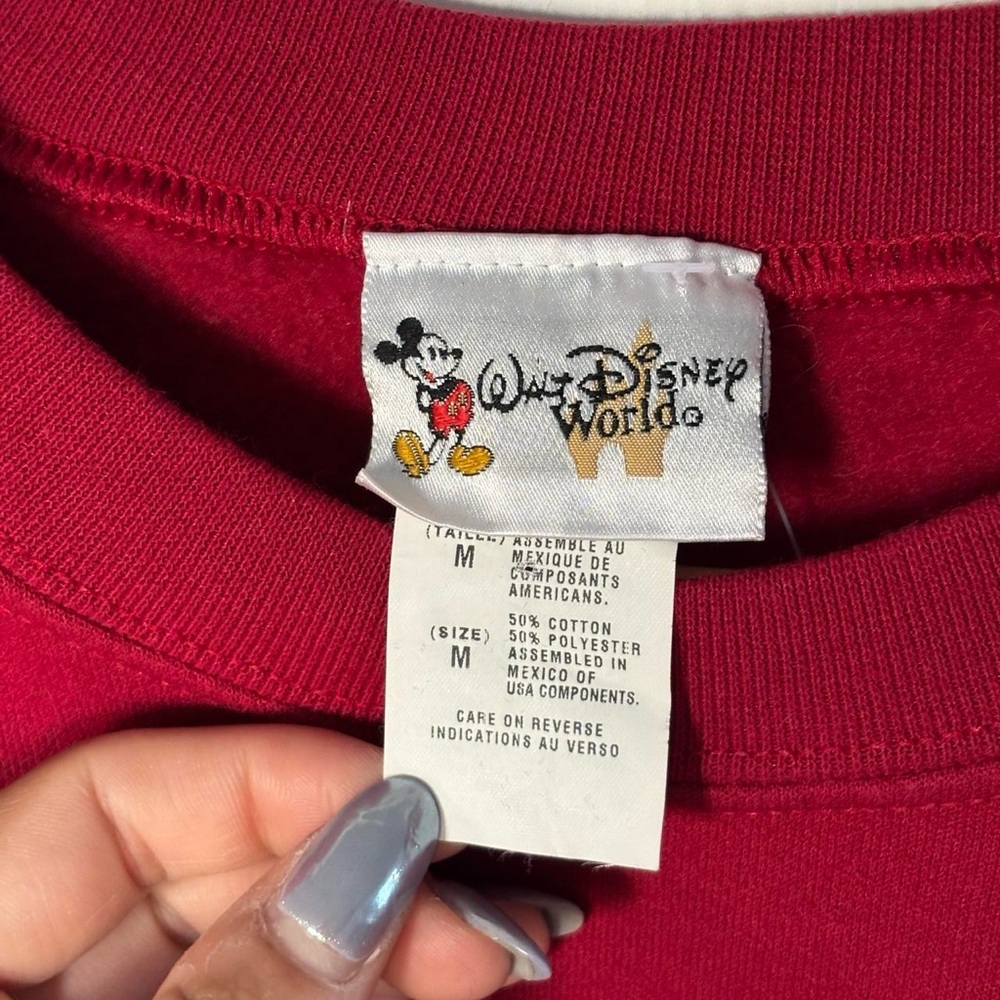 WALT DISNEY
World®
(TAILLE) ASSEMBLE AU
M MEXIQUE DE
COMPOSANTS
AMERICANS.
50% COTTON
(SIZE) 50% POLYESTER
M ASSEMBLED IN
MEXICO OF
USA COMPONENTS.
CARE ON REVERSE
INDICATIONS AU VERSO